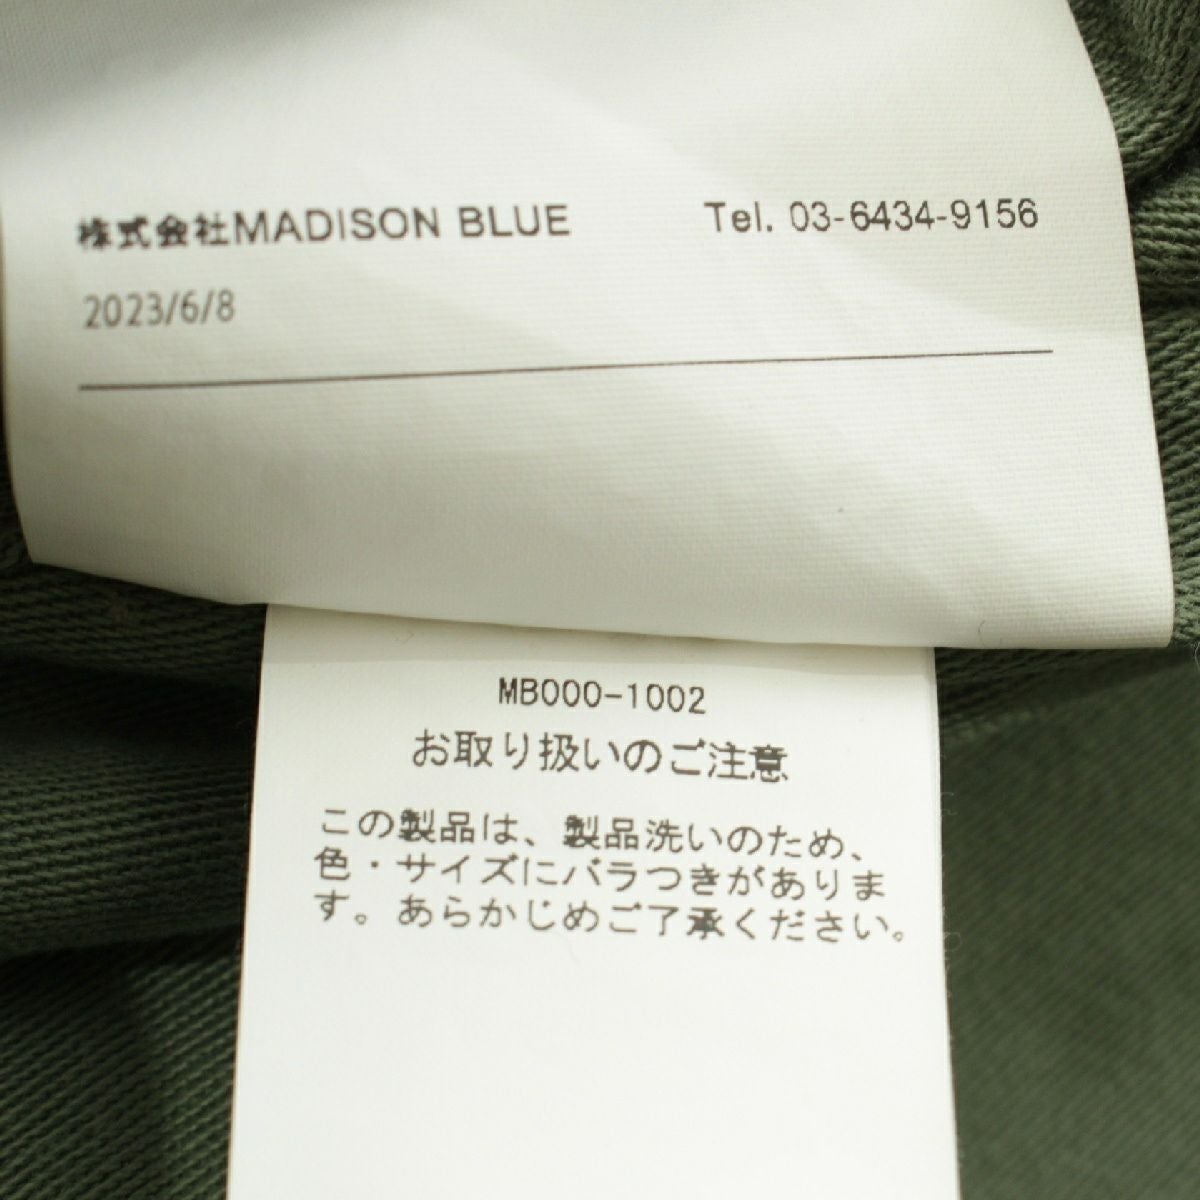 株式会社MADISON BLUE Tel. 03-6434-9156
2023/6/8
MB000-1002
お取り扱いのご注意
この製品は、製品洗いのため、
色・サイズにバラつきがありま
す。あらかじめご了承ください。